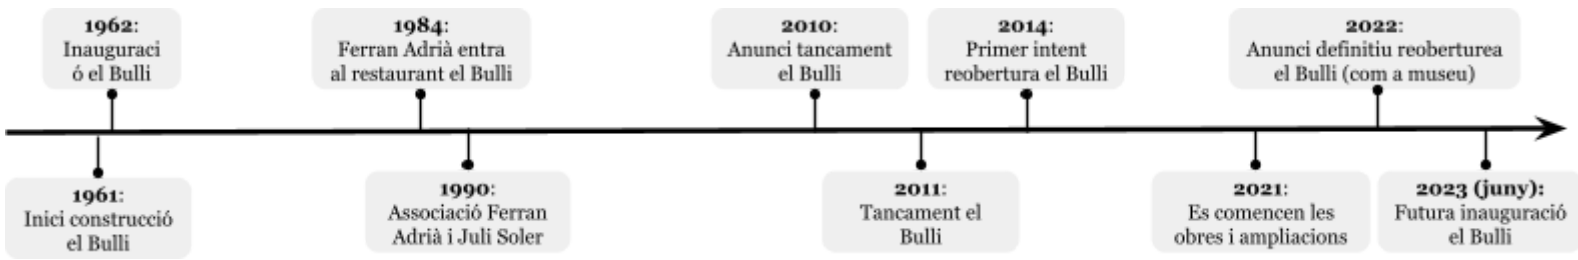 1962:
Inauguraci
ó el Bulli
1984:
Ferran Adrià entra
al restaurant el Bulli
2010:
Anunci tancament
el Bulli
2014:
Primer intent
reobertura el Bulli
2022:
Anunci definitiu reoberturea
el Bulli (com a museu)
1961:
Inici construcció
el Bulli
1990:
Associació Ferran
Adrià i Juli Soler
2011:
Tancament el
Bulli
2021:
Es comencen les
obres i ampliacions
2023 (juny):
Futura inauguració
el Bulli